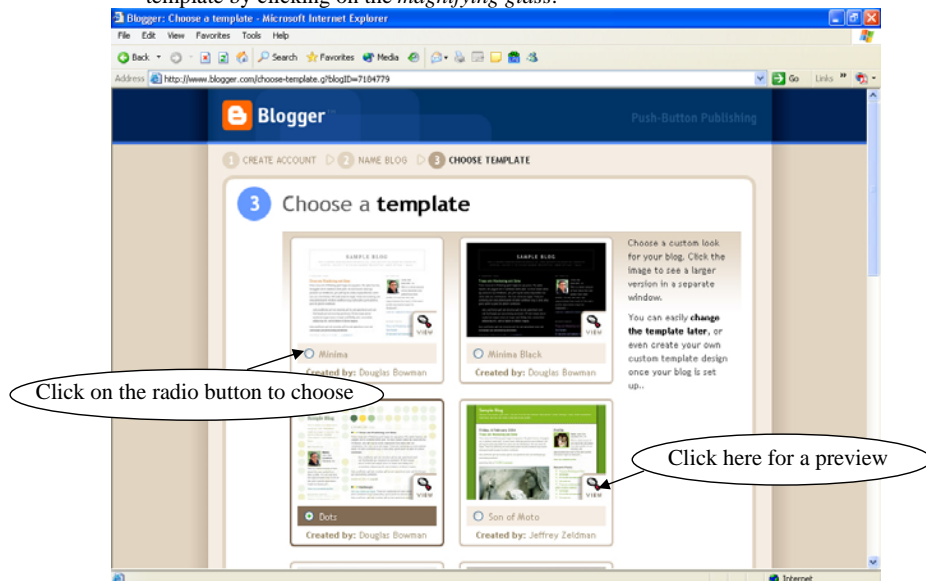 template by clicking on the magnifying glass.
Blogger: Choose a template - Microsoft Internet Explorer
File Edit View Favorites Tools Help
Back Search Favorites Media
Address http://www.blogger.com/choose-template.g?blogID=7184779 Go Links »
Blogger
Push-Button Publishing
1 CREATE ACCOUNT 2 NAME BLOG 3 CHOOSE TEMPLATE
3 Choose a template
SAMPLE BLOG
SAMPLE BLOG
VIEW
VIEW
Minima
Minima Black
Created by: Douglas Bowman
Created by: Douglas Bowman
Choose a custom look
for your blog. Click the
image to see a larger
version in a separate
window.
You can easily change
the template later, or
even create your own
custom template design
once your blog is set
up..
Click on the radio button to choose
Sample Blog
Sample Blog
VIEW
VIEW
Click here for a preview
Dots
Son of Moto
Created by: Douglas Bowman
Created by: Jeffrey Zeldman
Internet